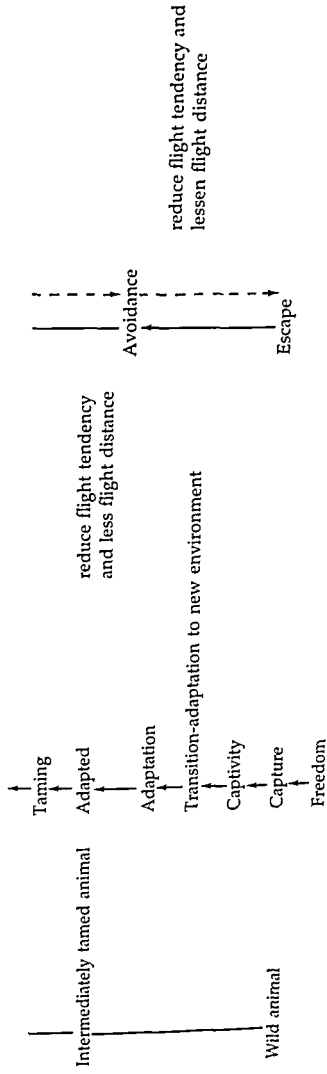 Taming
Intermediately tamed animal
Adapted
reduce flight tendency
and less flight distance
Adaptation
Avoidance
Transition-adaptation to new environment
reduce flight tendency and
lessen flight distance
Captivity
Capture
Wild animal
Escape
Freedom